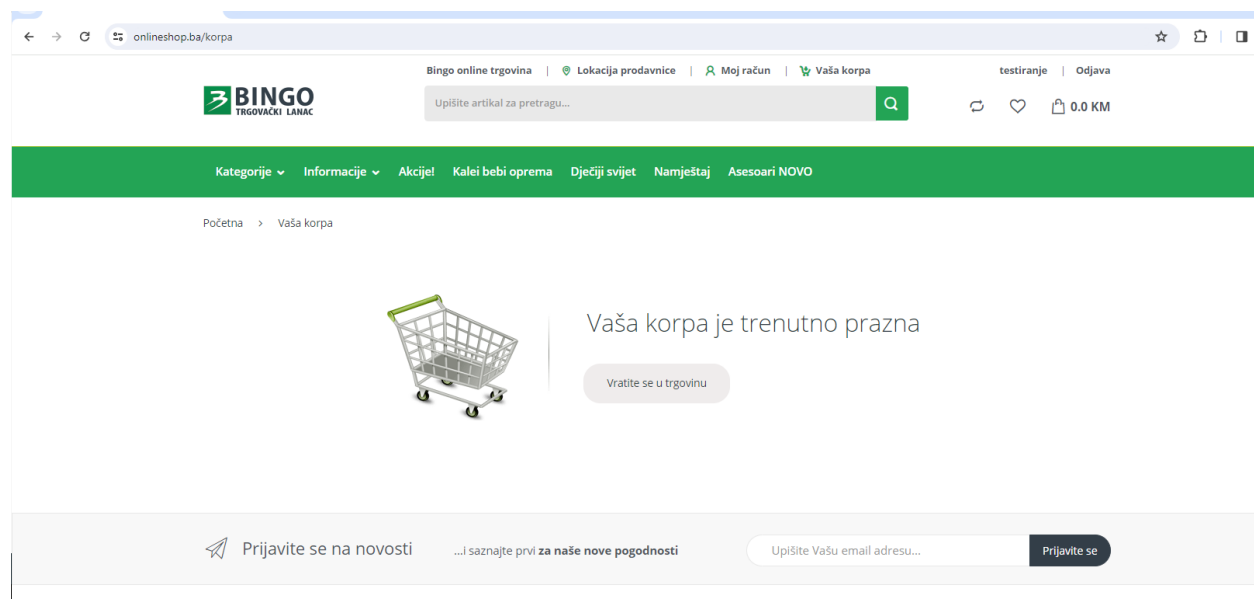 onlineshop.ba/korpa
Bingo online trgovina | Lokacija prodavnice | Moj račun | Vaša korpa
testiranje | Odjava
BINGO
TRGOVAČKI LANAC
Upišite artikal za pretragu...
0.0 KM
Kategorije Informacije Akcije! Kalei bebi oprema Dječiji svijet Namještaj Asesoari NOVO
Početna > Vaša korpa
Vaša korpa je trenutno prazna
Vratite se u trgovinu
Prijavite se na novosti ...i saznajte prvi za naše nove pogodnosti Upišite Vašu email adresu... Prijavite se